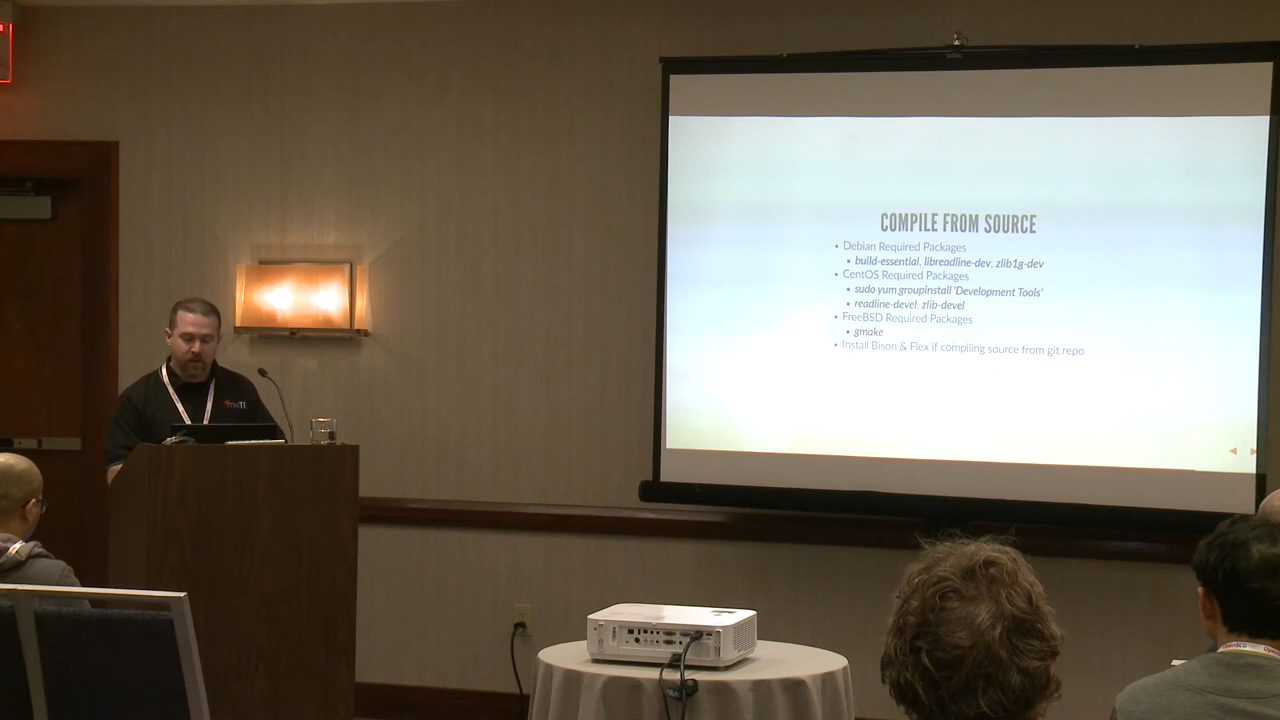 COMPILE FROM SOURCE
• Debian Required Packages
• build-essential, libreadline-dev, zlib1g-dev
• CentOS Required Packages
• sudo yum groupinstall 'Development Tools'
• readline-devel, zlib-devel
• FreeBSD Required Packages
• gmake
• Install Bison & Flex if compiling source from git repo
OpenSCG